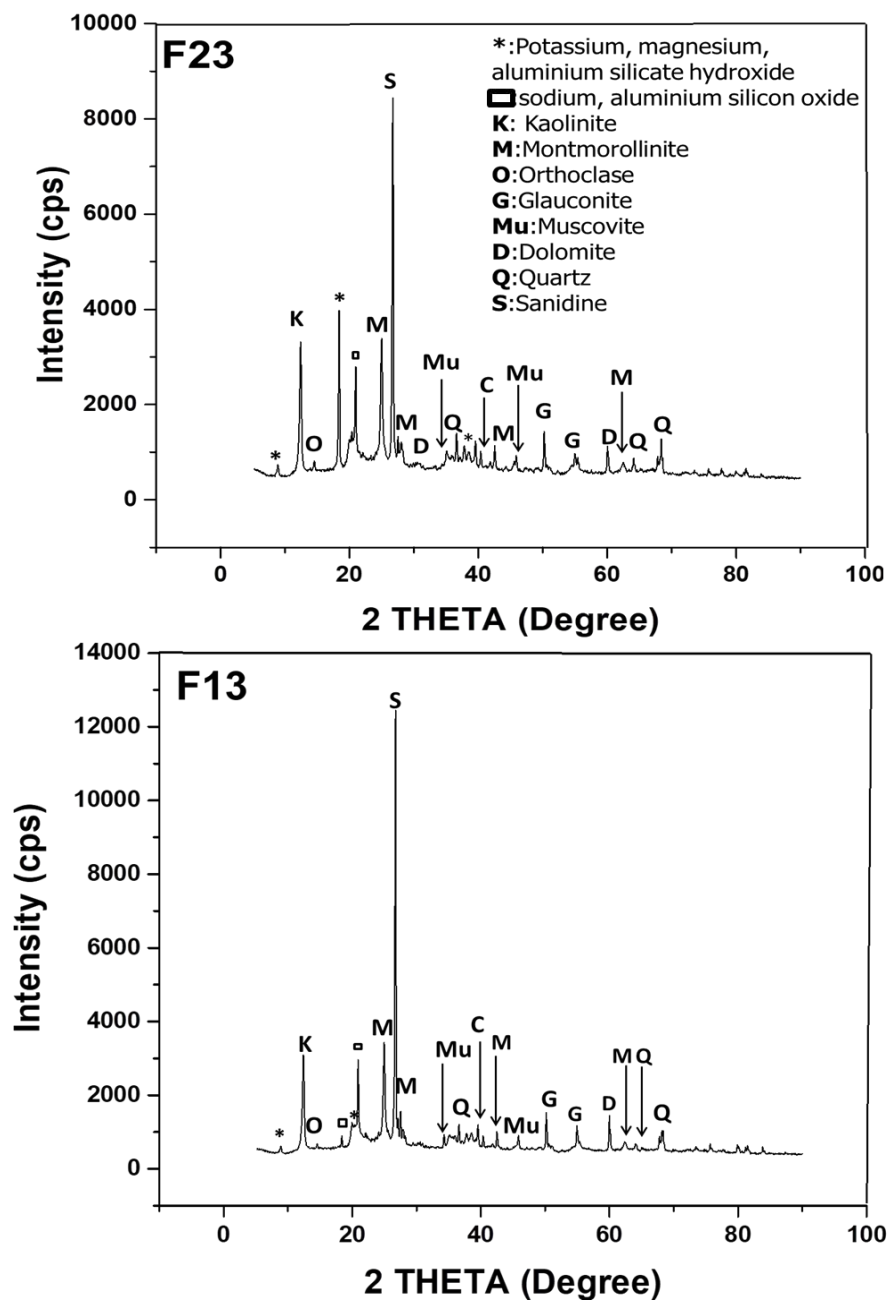 10000
8000
6000
4000
2000
0
Intensity (cps)
F23
*:Potassium, magnesium,
aluminium silicate hydroxide
:sodium, aluminium silicon oxide
K: Kaolinite
M:Montmorollinite
O:Orthoclase
G:Glauconite
Mu:Muscovite
D:Dolomite
Q:Quartz
S:Sanidine
* K O * M S M D Mu Q * C M Mu G G D M Q Q
0 20 40 60 80 100
2 THETA (Degree)
14000
12000
10000
8000
6000
4000
2000
0
Intensity (cps)
F13
* K O * M S M Mu Q C M Mu G G D M Q Q
0 20 40 60 80 100
2 THETA (Degree)